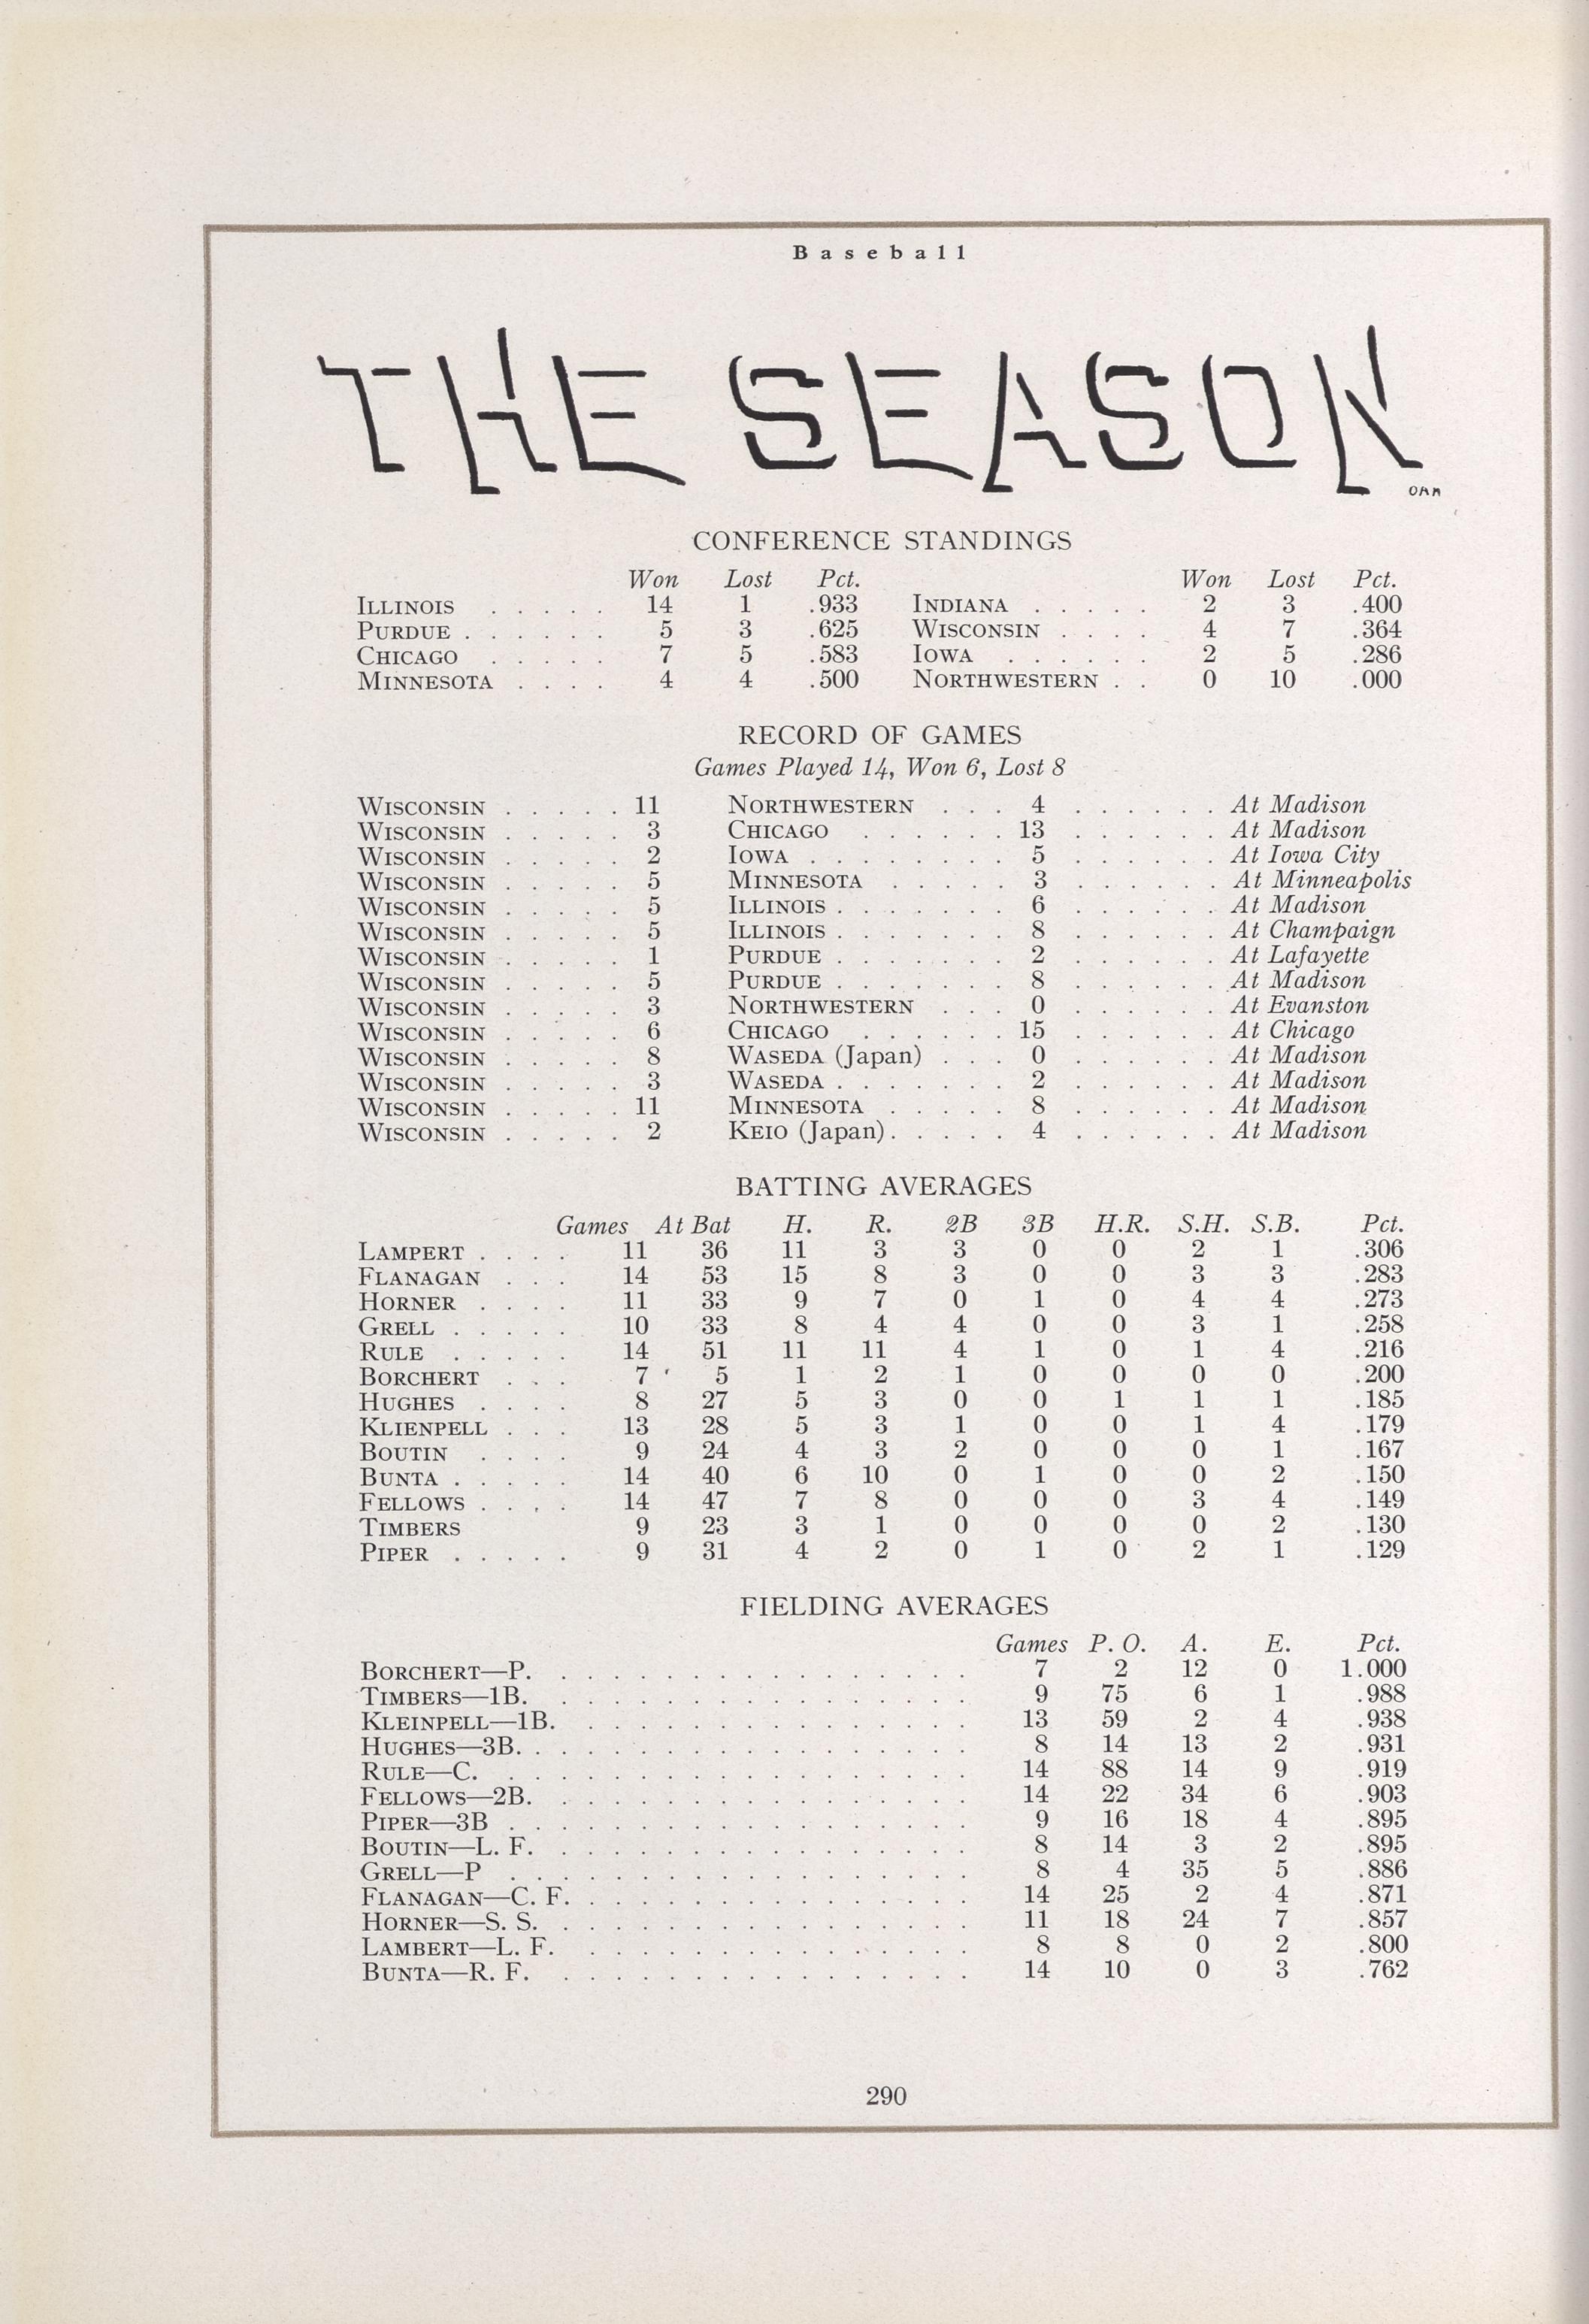 Baseball
THE SEASON
OAM
CONFERENCE STANDINGS
Won Lost Pct. Won Lost Pct.
ILLINOIS . . . . . 14 1 .933 INDIANA . . . . . 2 3 .400
PURDUE . . . . . . 5 3 .625 WISCONSIN . . . . 4 7 .364
CHICAGO . . . . . 7 5 .583 IOWA . . . . . . 2 5 .286
MINNESOTA . . . . 4 4 .500 NORTHWESTERN . . 0 10 .000
RECORD OF GAMES
Games Played 14, Won 6, Lost 8
WISCONSIN . . . . . 11 NORTHWESTERN . . . 4 . . . . . . At Madison
WISCONSIN . . . . . 3 CHICAGO . . . . . . 13 . . . . . . At Madison
WISCONSIN . . . . . 2 IOWA . . . . . . . . 5 . . . . . . At Iowa City
WISCONSIN . . . . . 5 MINNESOTA . . . . . 3 . . . . . . At Minneapolis
WISCONSIN . . . . . 5 ILLINOIS . . . . . . . 6 . . . . . . At Madison
WISCONSIN . . . . . 5 ILLINOIS . . . . . . . 8 . . . . . . At Champaign
WISCONSIN . . . . . 1 PURDUE . . . . . . . 2 . . . . . . At Lafayette
WISCONSIN . . . . . 5 PURDUE . . . . . . . 8 . . . . . . At Madison
WISCONSIN . . . . . 3 NORTHWESTERN . . . 0 . . . . . . At Evanston
WISCONSIN . . . . . 6 CHICAGO . . . . . . 15 . . . . . . At Chicago
WISCONSIN . . . . . 8 WASEDA (Japan) . . . 0 . . . . . . At Madison
WISCONSIN . . . . . 3 WASEDA . . . . . . . 2 . . . . . . At Madison
WISCONSIN . . . . . 11 MINNESOTA . . . . . 8 . . . . . . At Madison
WISCONSIN . . . . . 2 KEIO (Japan) . . . . . 4 . . . . . . At Madison
BATTING AVERAGES
Games At Bat H. R. 2B 3B H.R. S.H. S.B. Pct.
LAMPERT . . . . 11 36 11 3 3 0 0 2 1 .306
FLANAGAN . . . 14 53 15 8 3 0 0 3 3 .283
HORNER . . . . 11 33 9 7 0 1 0 4 4 .273
GRELL . . . . . 10 33 8 4 4 0 0 3 1 .258
RULE . . . . . 14 51 11 11 4 1 0 1 4 .216
BORCHERT . . . 7 5 1 2 1 0 0 0 0 .200
HUGHES . . . . 8 27 5 3 0 0 1 1 1 .185
KLIENPELL . . . 13 28 5 3 1 0 0 1 4 .179
BOUTIN . . . . 9 24 4 3 2 0 0 0 1 .167
BUNTA . . . . . 14 40 6 10 0 1 0 0 2 .150
FELLOWS . . . . 14 47 7 8 0 0 0 3 4 .149
TIMBERS 9 23 3 1 0 0 0 0 2 .130
PIPER . . . . . 9 31 4 2 0 1 0 2 1 .129
FIELDING AVERAGES
Games P. O. A. E. Pct.
BORCHERT—P. . . . . . . . . . . . . . . . . 7 2 12 0 1.000
TIMBERS—1B. . . . . . . . . . . . . . . . . 9 75 6 1 .988
KLEINPELL—1B. . . . . . . . . . . . . . . . 13 59 2 4 .938
HUGHES—3B. . . . . . . . . . . . . . . . . . 8 14 13 2 .931
RULE—C. . . . . . . . . . . . . . . . . . . 14 88 14 9 .919
FELLOWS—2B. . . . . . . . . . . . . . . . . 14 22 34 6 .903
PIPER—3B . . . . . . . . . . . . . . . . . . 9 16 18 4 .895
BOUTIN—L. F. . . . . . . . . . . . . . . . . 8 14 3 2 .895
GRELL—P . . . . . . . . . . . . . . . . . . 8 4 35 5 .886
FLANAGAN—C. F. . . . . . . . . . . . . . . . 14 25 2 4 .871
HORNER—S. S. . . . . . . . . . . . . . . . . 11 18 24 7 .857
LAMBERT—L. F. . . . . . . . . . . . . . . . 8 8 0 2 .800
BUNTA—R. F. . . . . . . . . . . . . . . . . 14 10 0 3 .762
290